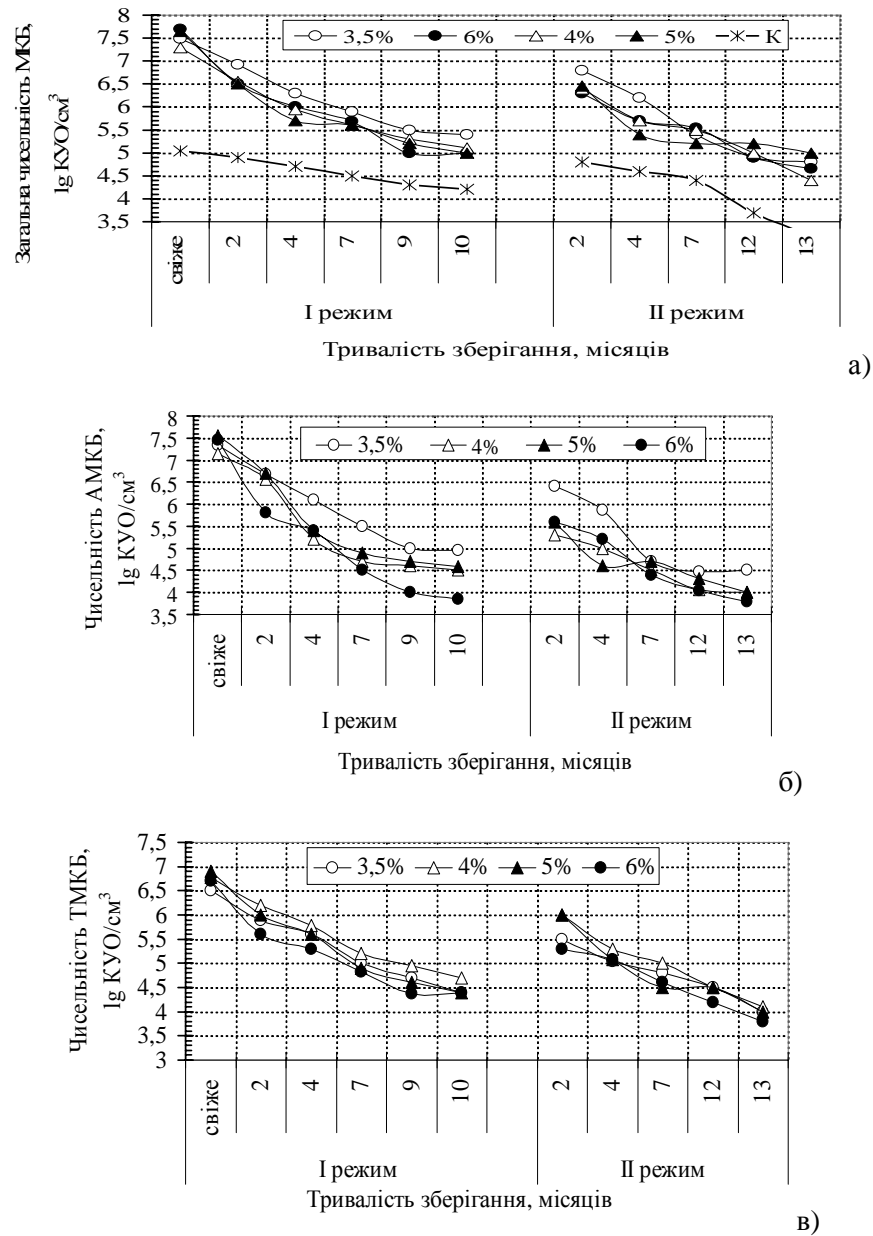 Загальна чисельність МКБ,
lg КУО/см³
8
7,5
7
6,5
6
5,5
5
4,5
4
3,5
3,5% 6% 4% 5% К
свіже 2 4 7 9 10 2 4 7 12 13
І режим ІІ режим
Тривалість зберігання, місяців
а)
Чисельність АМКБ,
lg КУО/см³
8
7,5
7
6,5
6
5,5
5
4,5
4
3,5
3,5% 4% 5% 6%
свіже 2 4 7 9 10 2 4 7 12 13
І режим ІІ режим
Тривалість зберігання, місяців
б)
Чисельність ТМКБ,
lg КУО/см³
7,5
7
6,5
6
5,5
5
4,5
4
3,5
3
3,5% 4% 5% 6%
свіже 2 4 7 9 10 2 4 7 12 13
І режим ІІ режим
Тривалість зберігання, місяців
в)